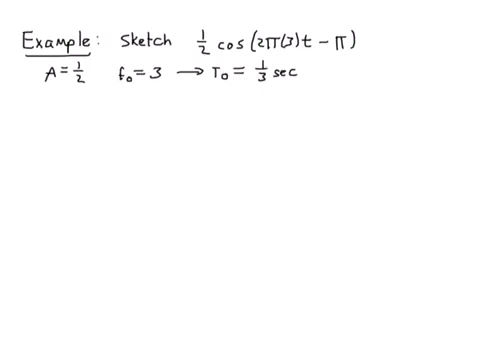 Example: Sketch 1/2 cos(2π(3)t - π)
A = 1/2 f₀ = 3 → T₀ = 1/3 sec